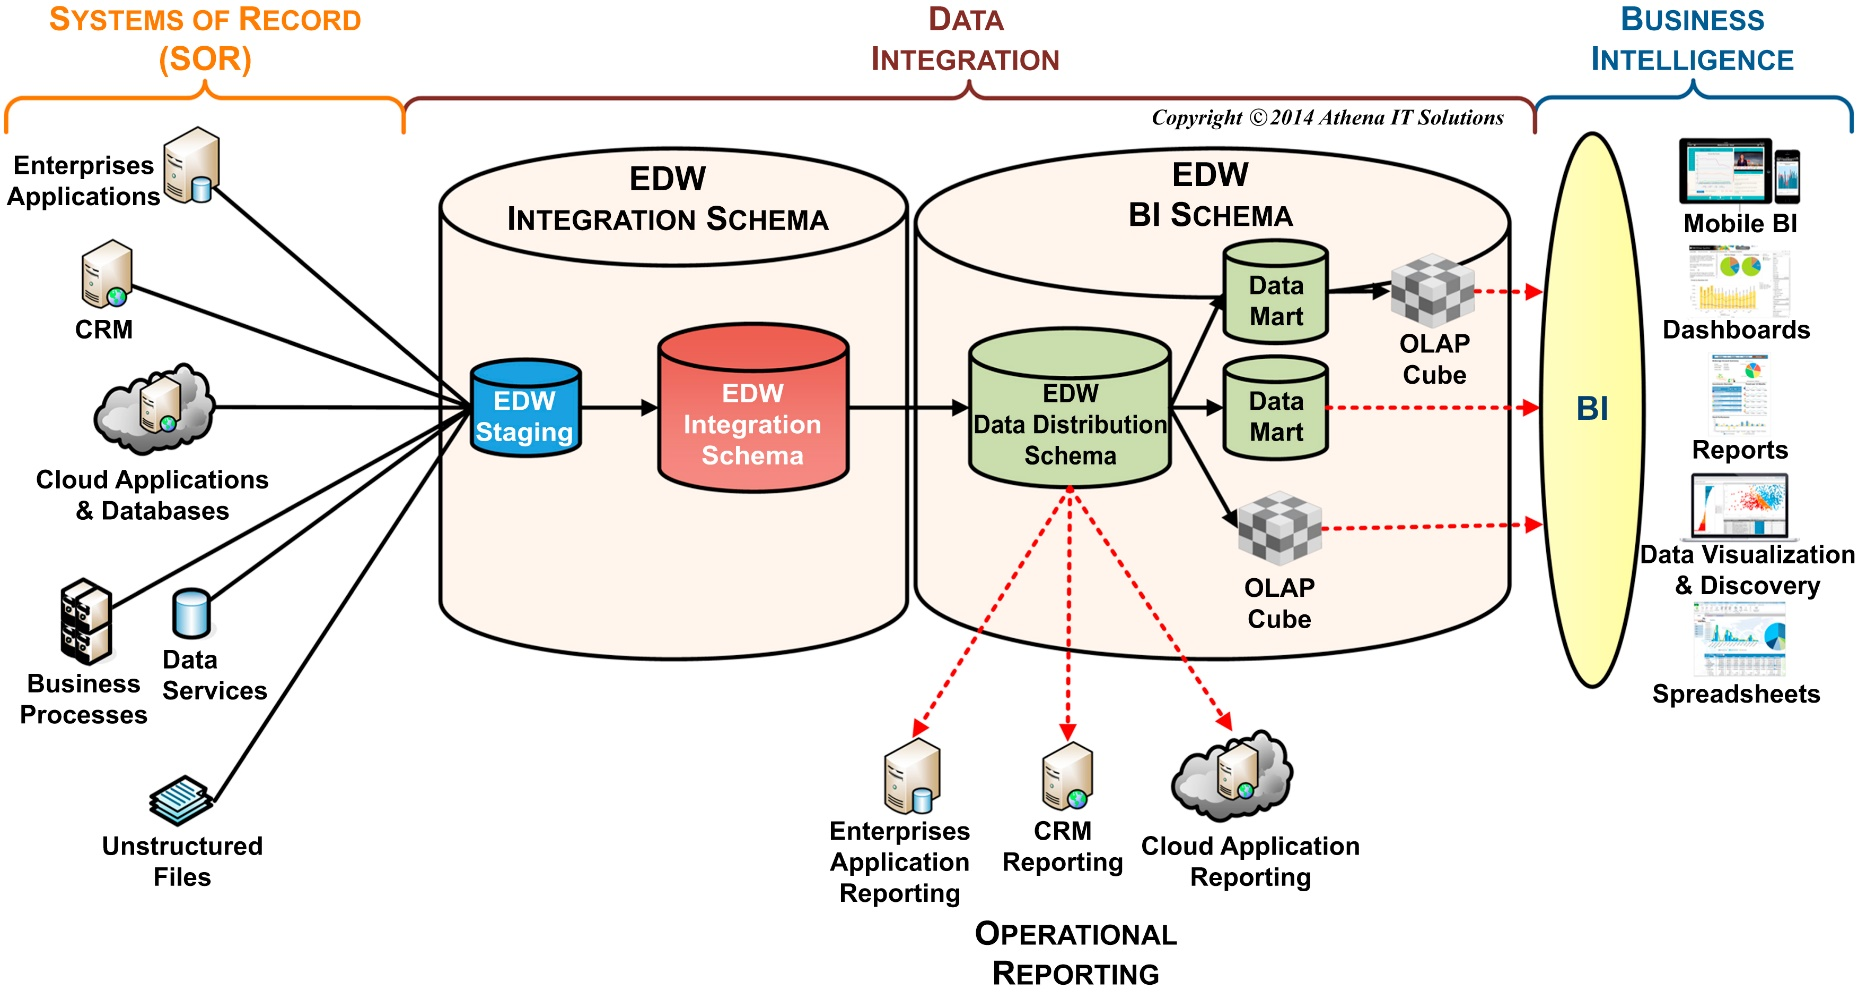 SYSTEMS OF RECORD
(SOR)
DATA
INTEGRATION
BUSINESS
INTELLIGENCE
Copyright ©2014 Athena IT Solutions
Enterprises
Applications
CRM
Cloud Applications
& Databases
Business
Processes
Data
Services
Unstructured
Files
EDW
INTEGRATION SCHEMA
EDW
Staging
EDW
Integration
Schema
EDW
BI SCHEMA
EDW
Data Distribution
Schema
Data
Mart
OLAP
Cube
Data
Mart
OLAP
Cube
BI
Mobile BI
Dashboards
Reports
Data Visualization
& Discovery
Spreadsheets
Enterprises
Application
Reporting
CRM
Reporting
Cloud Application
Reporting
OPERATIONAL
REPORTING